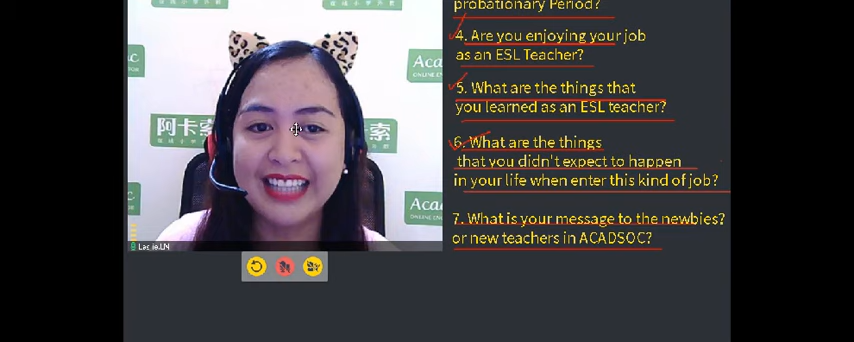 probationary Period?
4. Are you enjoying your job
as an ESL Teacher?
5. What are the things that
you learned as an ESL teacher?
6. What are the things
that you didn't expect to happen
in your life when enter this kind of job?
7. What is your message to the newbies?
or new teachers in ACADSOC?
阿卡索
索
Aca
Aca